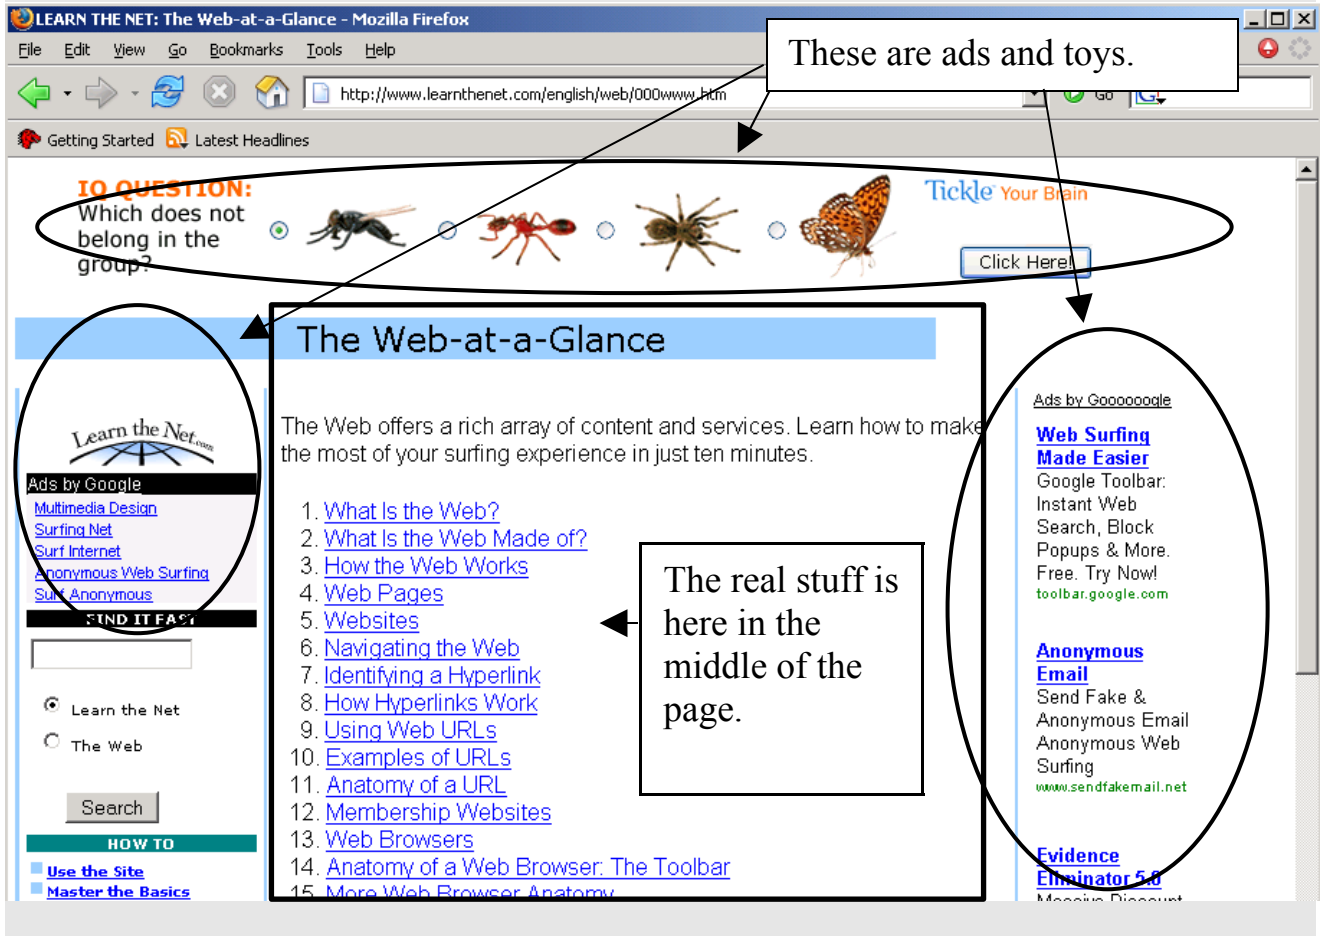 LEARN THE NET: The Web-at-a-Glance - Mozilla Firefox
File Edit View Go Bookmarks Tools Help
These are ads and toys.
http://www.learnthenet.com/english/web/000www.htm
Go
Getting Started Latest Headlines
IQ QUESTION:
Which does not
belong in the
group?
Tickle Your Brain
Click Here!
The Web-at-a-Glance
Learn the Net.com
Ads by Google
Multimedia Design
Surfing Net
Surf Internet
Anonymous Web Surfing
Surf Anonymous
FIND IT FAST
Learn the Net
The Web
Search
HOW TO
Use the Site
Master the Basics
The Web offers a rich array of content and services. Learn how to make
the most of your surfing experience in just ten minutes.
1. What Is the Web?
2. What Is the Web Made of?
3. How the Web Works
4. Web Pages
5. Websites
6. Navigating the Web
7. Identifying a Hyperlink
8. How Hyperlinks Work
9. Using Web URLs
10. Examples of URLs
11. Anatomy of a URL
12. Membership Websites
13. Web Browsers
14. Anatomy of a Web Browser: The Toolbar
15. More Web Browser Anatomy
The real stuff is
here in the
middle of the
page.
Ads by Goooooogle
Web Surfing
Made Easier
Google Toolbar:
Instant Web
Search, Block
Popups & More.
Free. Try Now!
toolbar.google.com
Anonymous
Email
Send Fake &
Anonymous Email
Anonymous Web
Surfing
www.sendfakemail.net
Evidence
Eliminator 5.0
Massive Discount